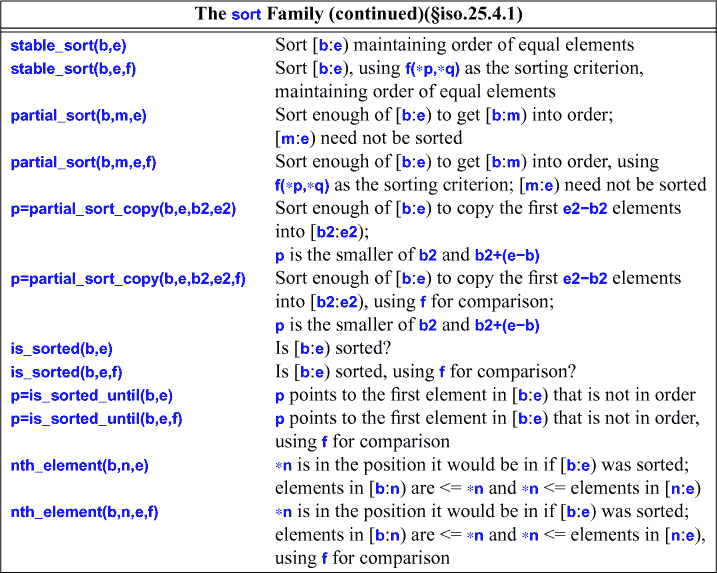 The sort Family (continued)(§iso.25.4.1)
stable_sort(b,e) Sort [b:e) maintaining order of equal elements
stable_sort(b,e,f) Sort [b:e), using f(∗p,∗q) as the sorting criterion,
maintaining order of equal elements
partial_sort(b,m,e) Sort enough of [b:e) to get [b:m) into order;
[m:e) need not be sorted
partial_sort(b,m,e,f) Sort enough of [b:e) to get [b:m) into order, using
f(∗p,∗q) as the sorting criterion; [m:e) need not be sorted
p=partial_sort_copy(b,e,b2,e2) Sort enough of [b:e) to copy the first e2−b2 elements
into [b2:e2);
p is the smaller of b2 and b2+(e−b)
p=partial_sort_copy(b,e,b2,e2,f) Sort enough of [b:e) to copy the first e2−b2 elements
into [b2:e2), using f for comparison;
p is the smaller of b2 and b2+(e−b)
is_sorted(b,e) Is [b:e) sorted?
is_sorted(b,e,f) Is [b:e) sorted, using f for comparison?
p=is_sorted_until(b,e) p points to the first element in [b:e) that is not in order
p=is_sorted_until(b,e,f) p points to the first element in [b:e) that is not in order,
using f for comparison
nth_element(b,n,e) ∗n is in the position it would be in if [b:e) was sorted;
elements in [b:n) are <= ∗n and ∗n <= elements in [n:e)
nth_element(b,n,e,f) ∗n is in the position it would be in if [b:e) was sorted;
elements in [b:n) are <= ∗n and ∗n <= elements in [n:e),
using f for comparison